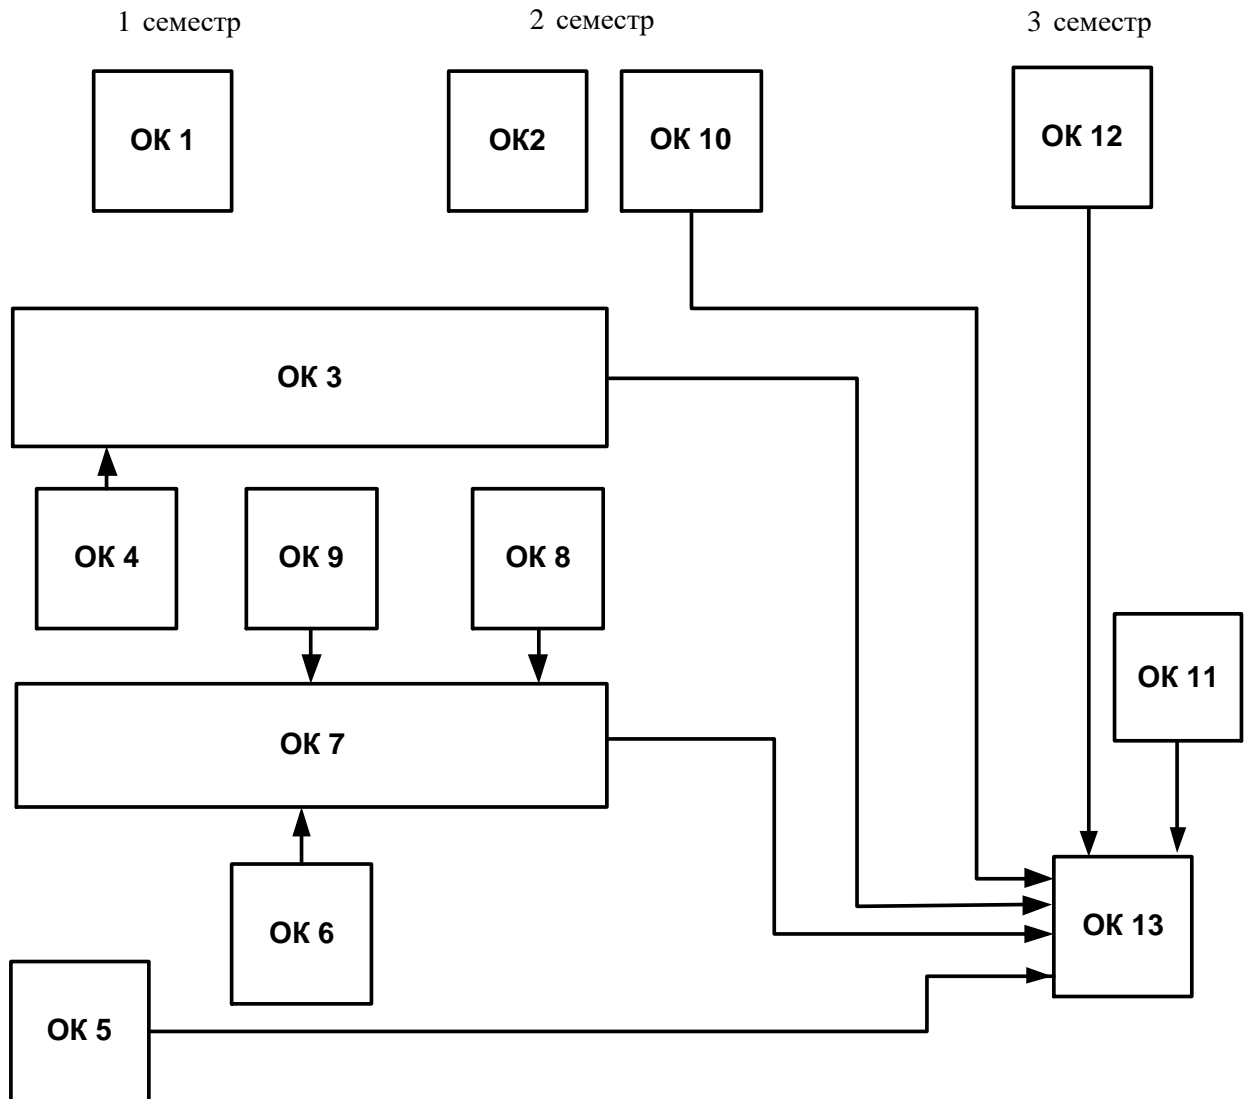 1 семестр 2 семестр 3 семестр
ОК 1 ОК2 ОК 10 ОК 12
ОК 3
ОК 4 ОК 9 ОК 8
ОК 11
ОК 7
ОК 6 ОК 13
ОК 5